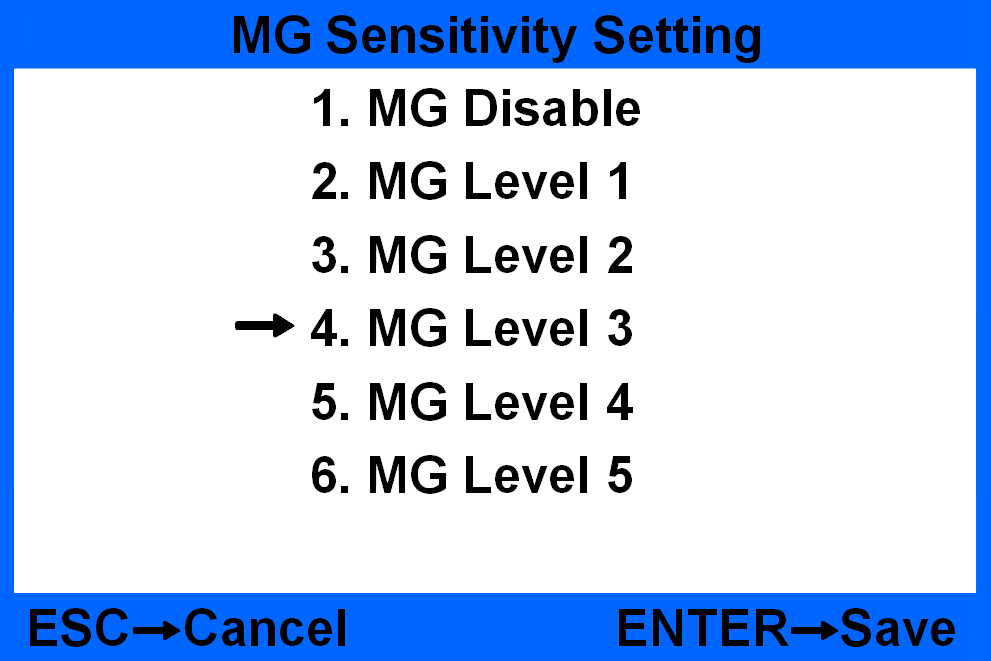 MG Sensitivity Setting
1. MG Disable
2. MG Level 1
3. MG Level 2
→ 4. MG Level 3
5. MG Level 4
6. MG Level 5
ESC→Cancel ENTER→Save